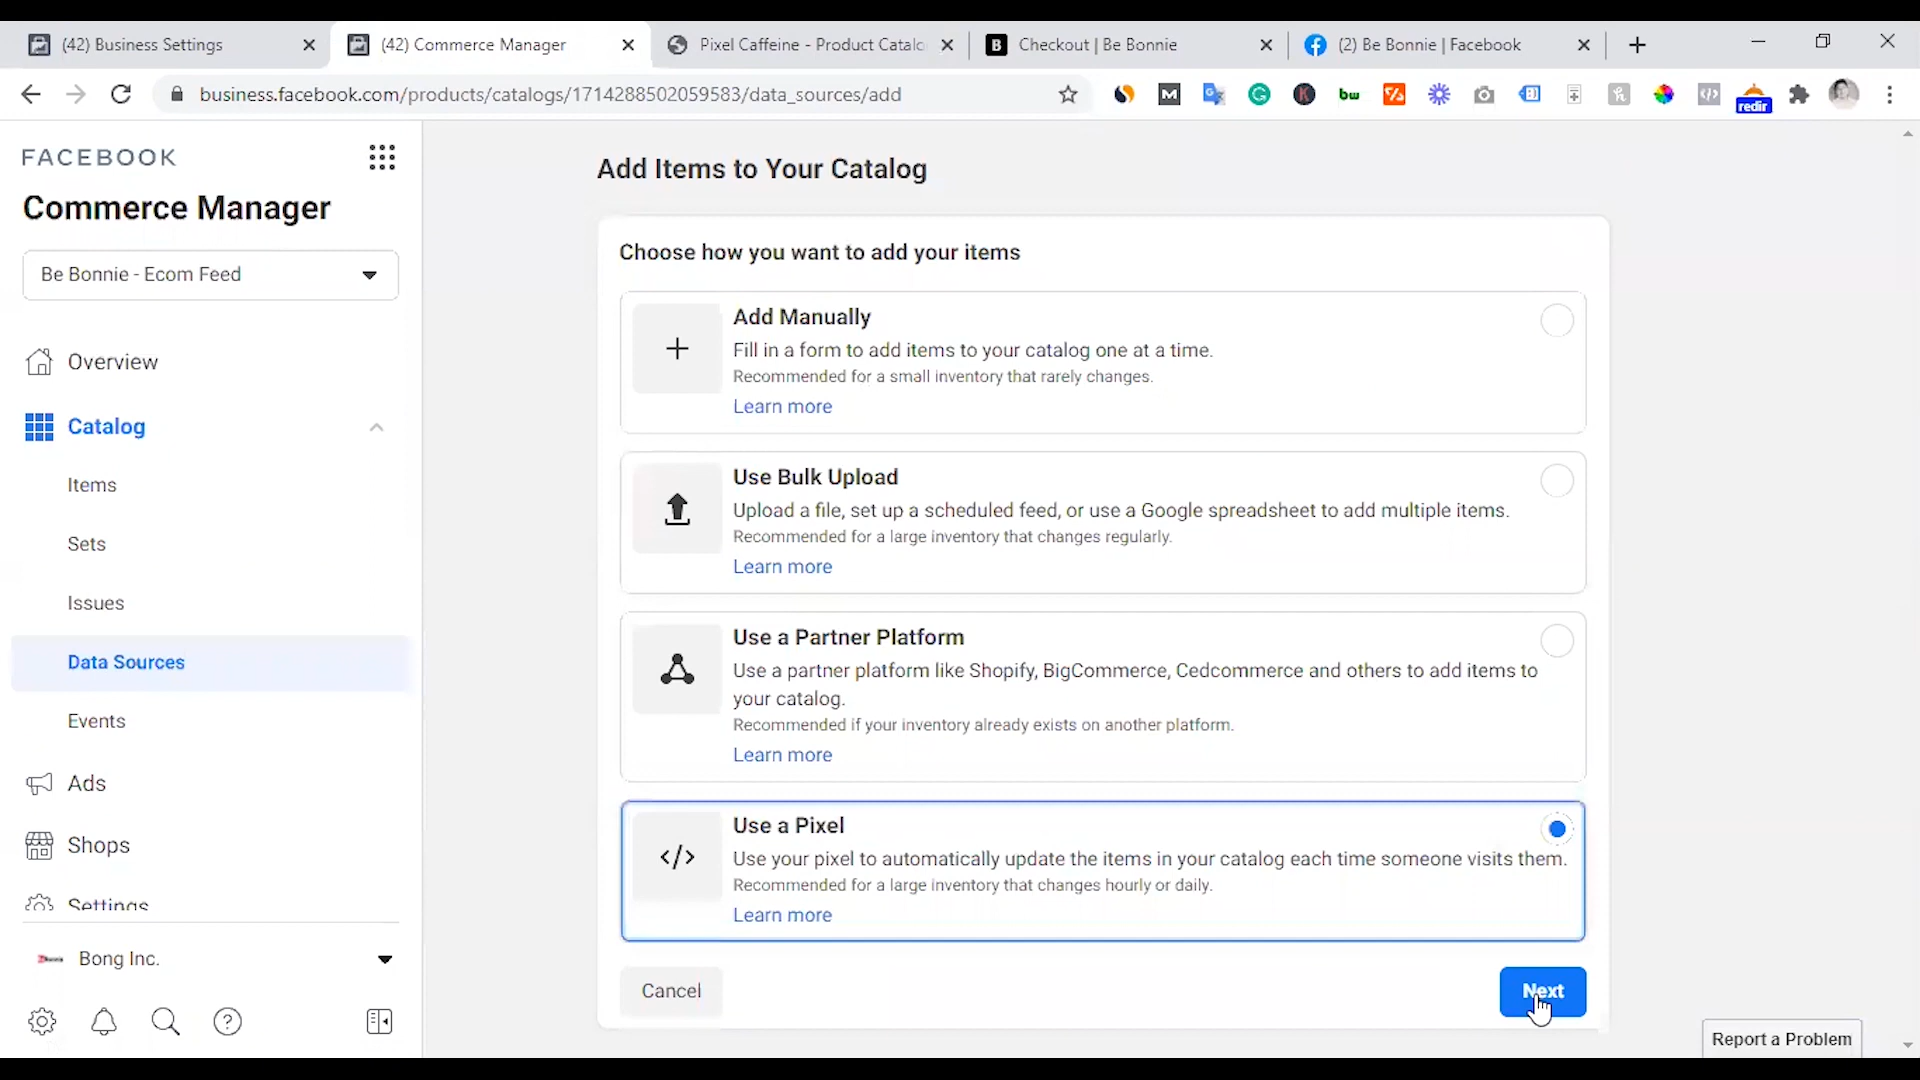 (42) Business Settings
(42) Commerce Manager
Pixel Caffeine - Product Catalo
Checkout | Be Bonnie
(2) Be Bonnie | Facebook
business.facebook.com/products/catalogs/1714288502059583/data_sources/add
redir
FACEBOOK
Commerce Manager
Be Bonnie - Ecom Feed
Overview
Catalog
Items
Sets
Issues
Data Sources
Events
Ads
Shops
Settings
Bong Inc.
Add Items to Your Catalog
Choose how you want to add your items
Add Manually
Fill in a form to add items to your catalog one at a time.
Recommended for a small inventory that rarely changes.
Learn more
Use Bulk Upload
Upload a file, set up a scheduled feed, or use a Google spreadsheet to add multiple items.
Recommended for a large inventory that changes regularly.
Learn more
Use a Partner Platform
Use a partner platform like Shopify, BigCommerce, Cedcommerce and others to add items to
your catalog.
Recommended if your inventory already exists on another platform.
Learn more
Use a Pixel
Use your pixel to automatically update the items in your catalog each time someone visits them.
Recommended for a large inventory that changes hourly or daily.
Learn more
Cancel
Next
Report a Problem